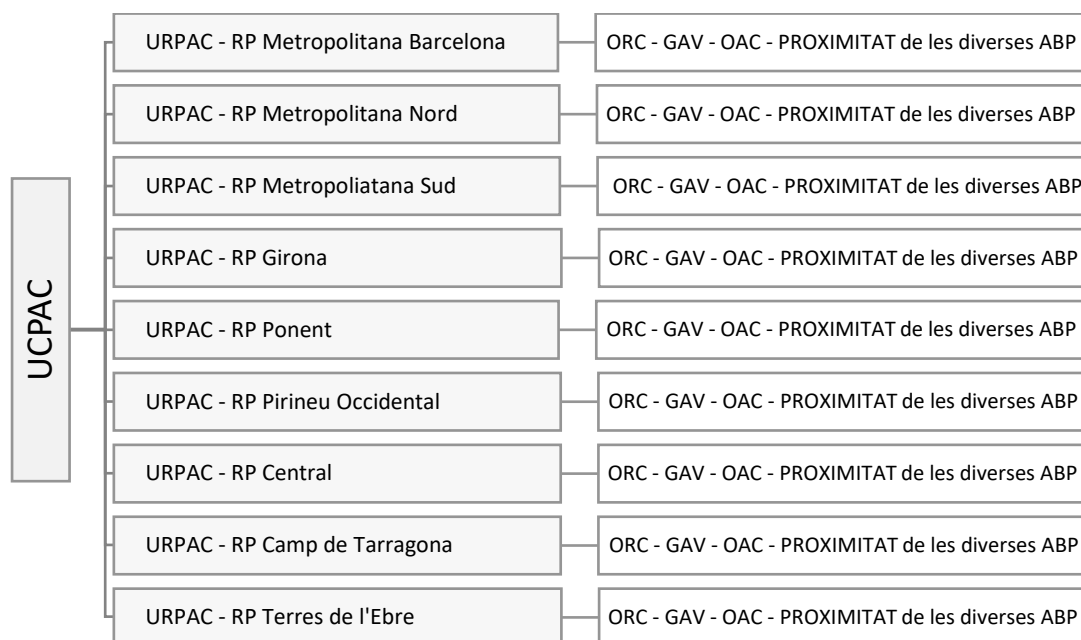 UCPAC
URPAC - RP Metropolitana Barcelona
ORC - GAV - OAC - PROXIMITAT de les diverses ABP
URPAC - RP Metropolitana Nord
ORC - GAV - OAC - PROXIMITAT de les diverses ABP
URPAC - RP Metropoliatana Sud
ORC - GAV - OAC - PROXIMITAT de les diverses ABP
URPAC - RP Girona
ORC - GAV - OAC - PROXIMITAT de les diverses ABP
URPAC - RP Ponent
ORC - GAV - OAC - PROXIMITAT de les diverses ABP
URPAC - RP Pirineu Occidental
ORC - GAV - OAC - PROXIMITAT de les diverses ABP
URPAC - RP Central
ORC - GAV - OAC - PROXIMITAT de les diverses ABP
URPAC - RP Camp de Tarragona
ORC - GAV - OAC - PROXIMITAT de les diverses ABP
URPAC - RP Terres de l'Ebre
ORC - GAV - OAC - PROXIMITAT de les diverses ABP